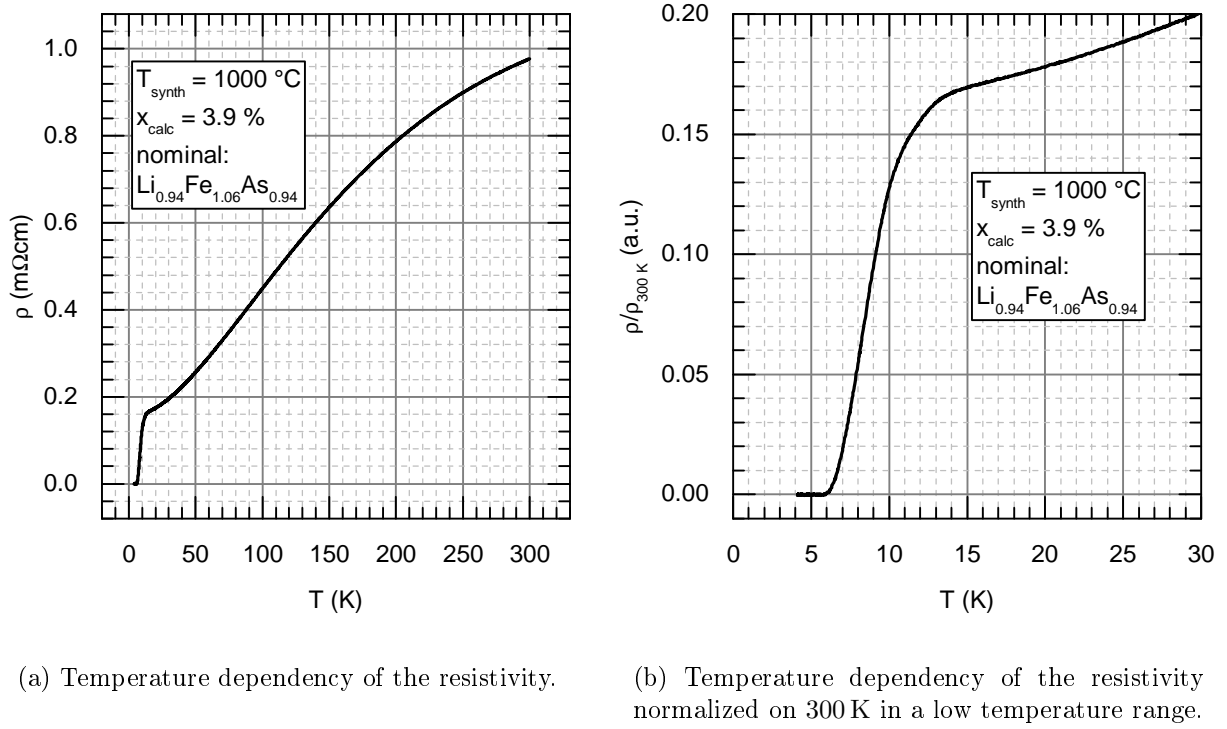 1.0
0.8
0.6
0.4
0.2
0.0
ρ (mΩcm)
T_synth = 1000 °C
x_calc = 3.9 %
nominal:
Li_0.94Fe_1.06As_0.94
0 50 100 150 200 250 300
T (K)
0.20
0.15
0.10
0.05
0.00
ρ/ρ_300 K (a.u.)
T_synth = 1000 °C
x_calc = 3.9 %
nominal:
Li_0.94Fe_1.06As_0.94
0 5 10 15 20 25 30
T (K)
(a) Temperature dependency of the resistivity.
(b) Temperature dependency of the resistivity
normalized on 300 K in a low temperature range.